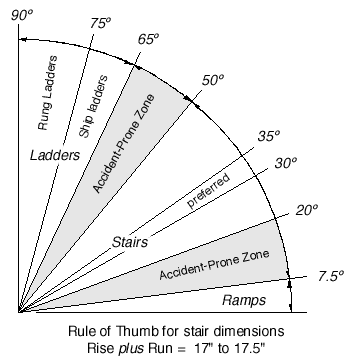 90º
75º
65º
50º
35º
30º
20º
7.5º
Rung Ladders
Ship ladders
Ladders
Accident-Prone Zone
preferred
Stairs
Accident-Prone Zone
Ramps
Rule of Thumb for stair dimensions
Rise plus Run = 17" to 17.5"